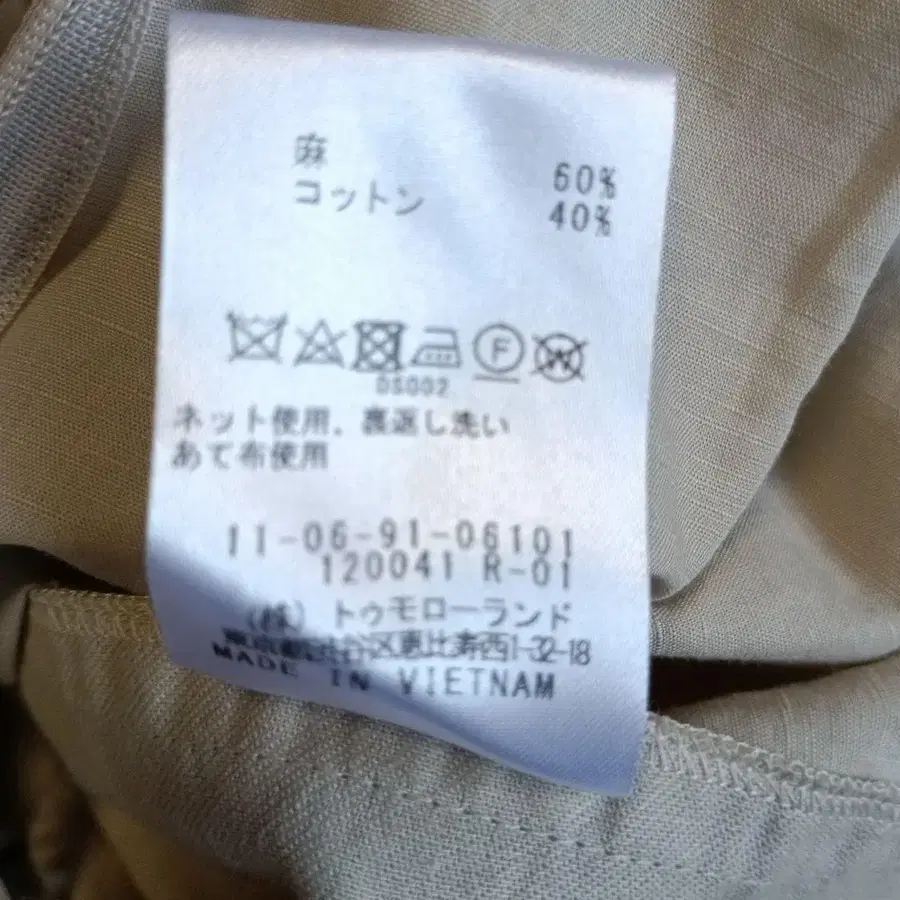 麻 60%
コットン 40%
F W
DS002
ネット使用，裏返し洗い
あて布使用
11-06-91-06101
120041 R-01
（株）トゥモローランド
東京都渋谷区恵比寿西1-32-18
MADE IN VIETNAM